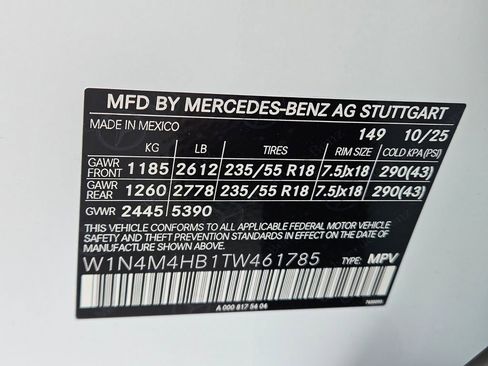 MFD BY MERCEDES-BENZ AG STUTTGART
MADE IN MEXICO 149 10/25
KG LB TIRES RIM SIZE COLD KPA(PSI)
GAWR FRONT 1185 2612 235/55 R18 7.5Jx18 290(43)
GAWR REAR 1260 2778 235/55 R18 7.5Jx18 290(43)
GVWR 2445 5390
THIS VEHICLE CONFORMS TO ALL APPLICABLE FEDERAL MOTOR VEHICLE
SAFETY STANDARDS IN EFFECT ON THE DATE OF MANUFACTURE SHOWN ABOVE.
W1N4M4HB1TW461785 TYPE: MPV
A 000 817 54 04